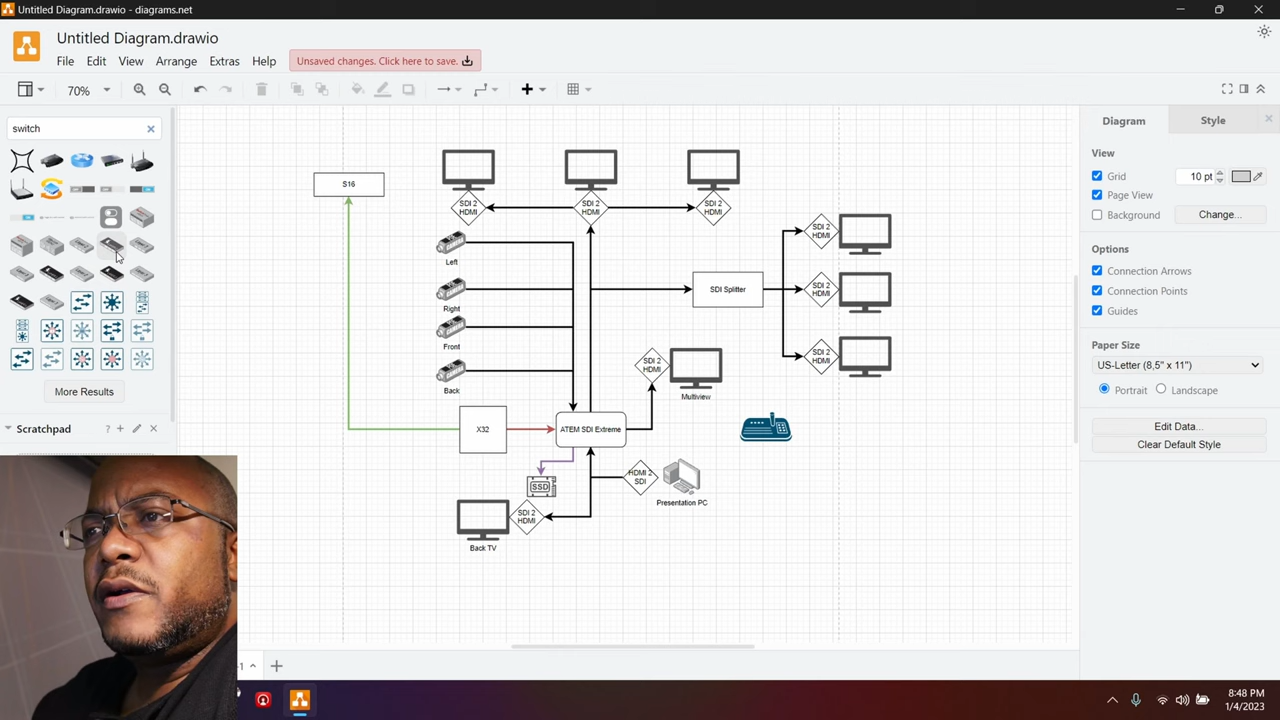 Untitled Diagram.drawio - diagrams.net
Untitled Diagram.drawio
File Edit View Arrange Extras Help
Unsaved changes. Click here to save.
70%
switch
More Results
Scratchpad
?
S16
SDI 2
HDMI
SDI 2
HDMI
SDI 2
HDMI
Left
Right
Front
Back
SDI Splitter
SDI 2
HDMI
SDI 2
HDMI
SDI 2
HDMI
SDI 2
HDMI
Multiview
X32
ATEM SDI Extreme
SSD
HDMI 2
SDI
Presentation PC
SDI 2
HDMI
Back TV
Diagram
Style
View
Grid
10 pt
Page View
Background
Change...
Options
Connection Arrows
Connection Points
Guides
Paper Size
US-Letter (8,5" x 11")
Portrait
Landscape
Edit Data...
Clear Default Style
-1
8:48 PM
1/4/2023